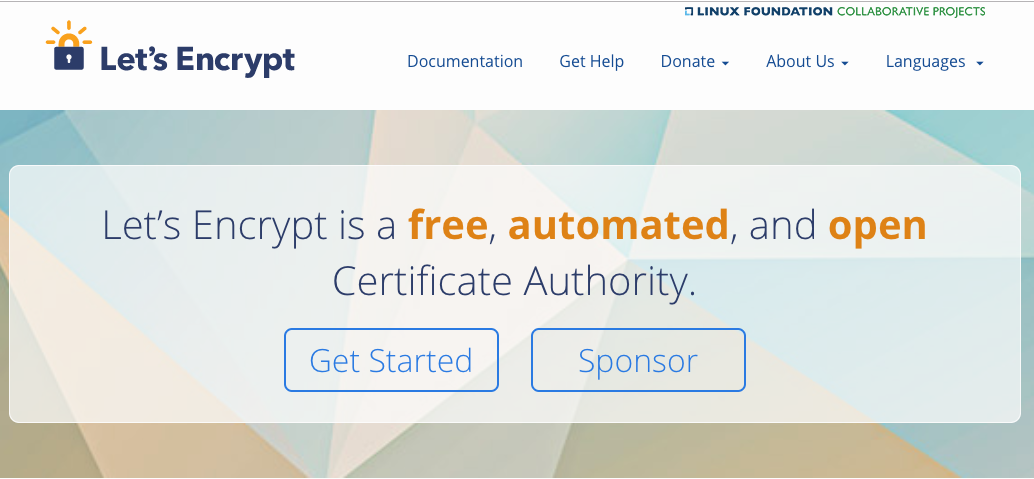 LINUX FOUNDATION COLLABORATIVE PROJECTS
Let's Encrypt
Documentation Get Help Donate About Us Languages
Let's Encrypt is a free, automated, and open
Certificate Authority.
Get Started Sponsor